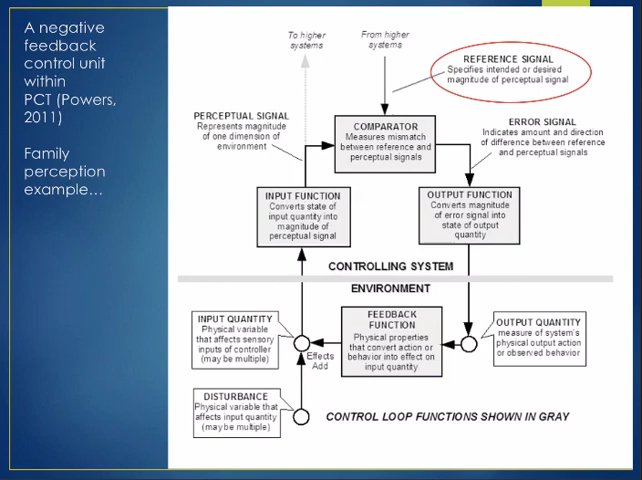 A negative
feedback
control unit
within
PCT (Powers,
2011)
Family
perception
example…
To higher
systems
From higher
systems
REFERENCE SIGNAL
Specifies intended or desired
magnitude of perceptual signal
PERCEPTUAL SIGNAL
Represents magnitude
of one dimension of
environment
COMPARATOR
Measures mismatch
between reference and
perceptual signals
ERROR SIGNAL
Indicates amount and direction
of difference between reference
and perceptual signals
INPUT FUNCTION
Converts state of
input quantity into
magnitude of
perceptual signal
OUTPUT FUNCTION
Converts magnitude
of error signal into
state of output
quantity
CONTROLLING SYSTEM
ENVIRONMENT
INPUT QUANTITY
Physical variable
that affects sensory
inputs of controller
(may be multiple)
Effects
Add
FEEDBACK
FUNCTION
Physical properties
that convert action or
behavior into effect on
input quantity
OUTPUT QUANTITY
measure of system's
physical output action
or observed behavior
DISTURBANCE
Physical variable that
affects input quantity
(may be multiple)
CONTROL LOOP FUNCTIONS SHOWN IN GRAY